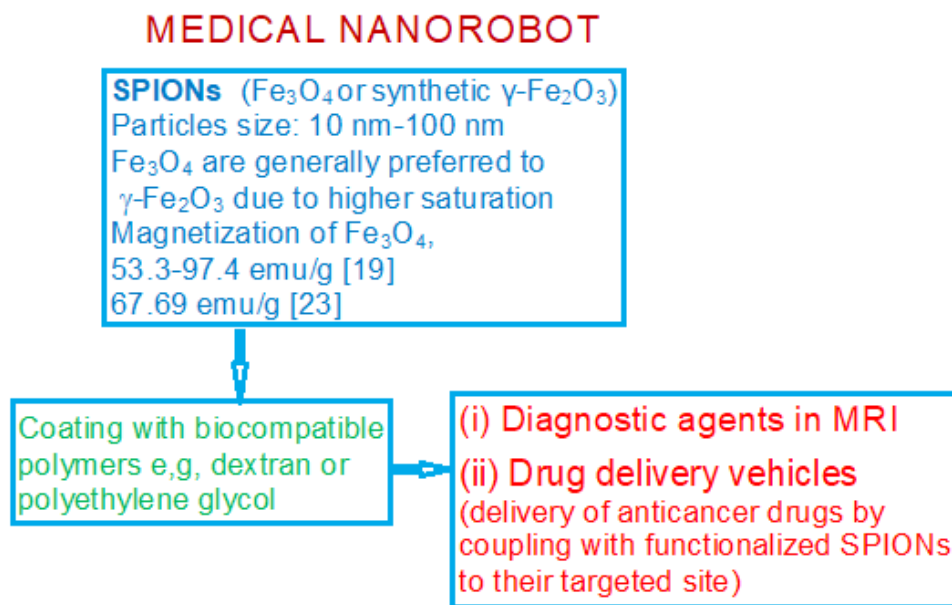 MEDICAL NANOROBOT
SPIONs (Fe₃O₄ or synthetic γ-Fe₂O₃)
Particles size: 10 nm-100 nm
Fe₃O₄ are generally preferred to
γ-Fe₂O₃ due to higher saturation
Magnetization of Fe₃O₄,
53.3-97.4 emu/g [19]
67.69 emu/g [23]
Coating with biocompatible
polymers e,g, dextran or
polyethylene glycol
(i) Diagnostic agents in MRI
(ii) Drug delivery vehicles
(delivery of anticancer drugs by
coupling with functionalized SPIONs
to their targeted site)